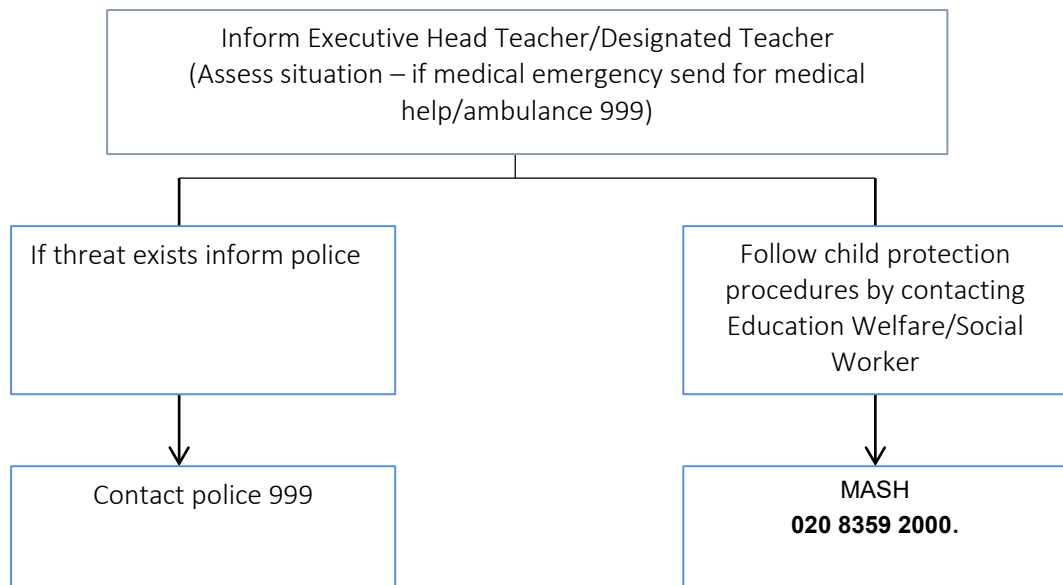 Inform Executive Head Teacher/Designated Teacher
(Assess situation – if medical emergency send for medical
help/ambulance 999)
If threat exists inform police
Follow child protection
procedures by contacting
Education Welfare/Social
Worker
Contact police 999
MASH
020 8359 2000.